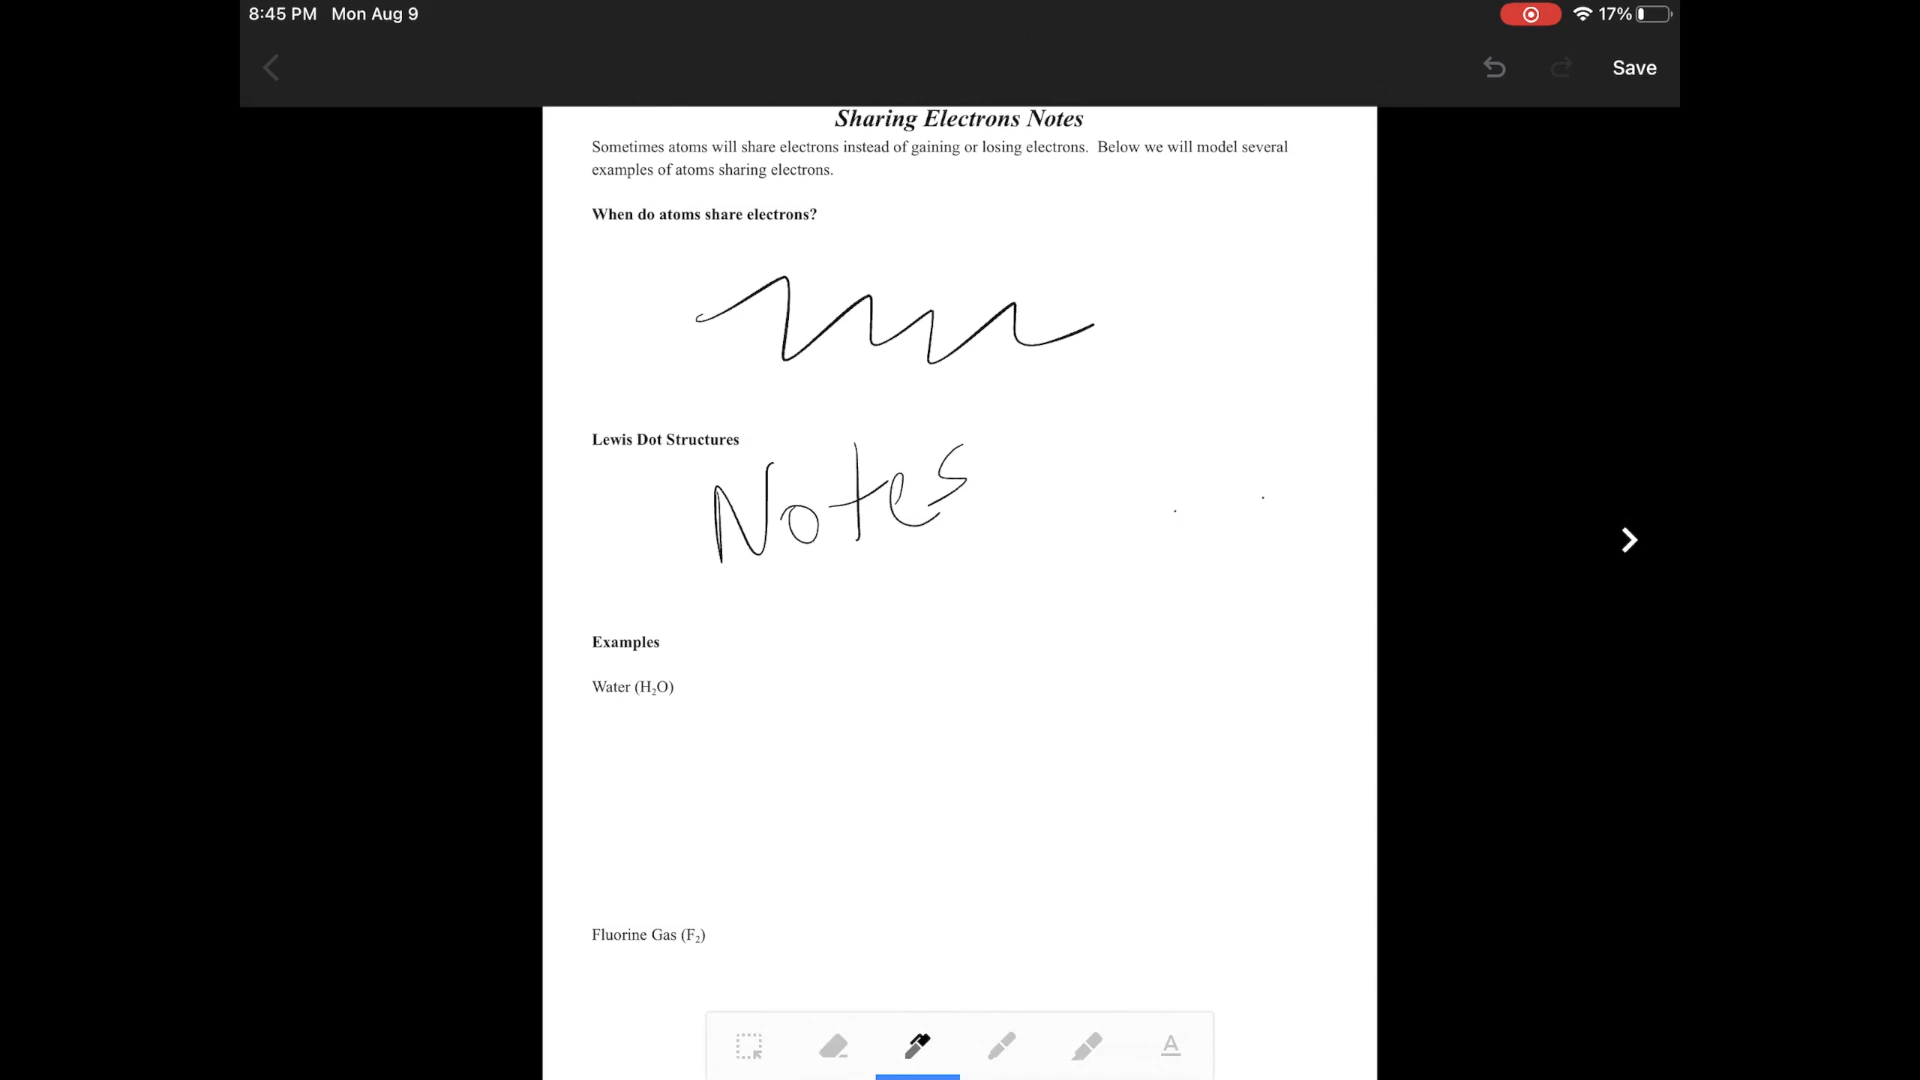 8:45 PM Mon Aug 9
17%
Save
Sharing Electrons Notes
Sometimes atoms will share electrons instead of gaining or losing electrons. Below we will model several
examples of atoms sharing electrons.
When do atoms share electrons?
Lewis Dot Structures
Notes
Examples
Water (H₂O)
Fluorine Gas (F₂)
A